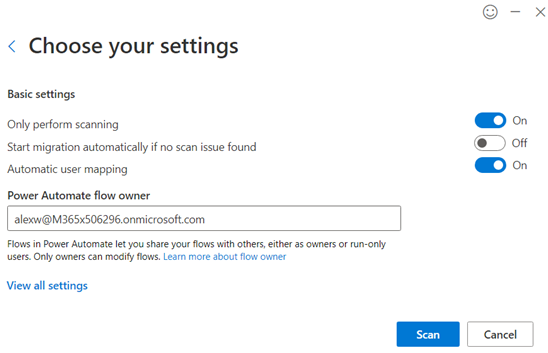 Choose your settings
Basic settings
Only perform scanning On
Start migration automatically if no scan issue found Off
Automatic user mapping On
Power Automate flow owner
alexw@M365x506296.onmicrosoft.com
Flows in Power Automate let you share your flows with others, either as owners or run-only
users. Only owners can modify flows. Learn more about flow owner
View all settings
Scan Cancel